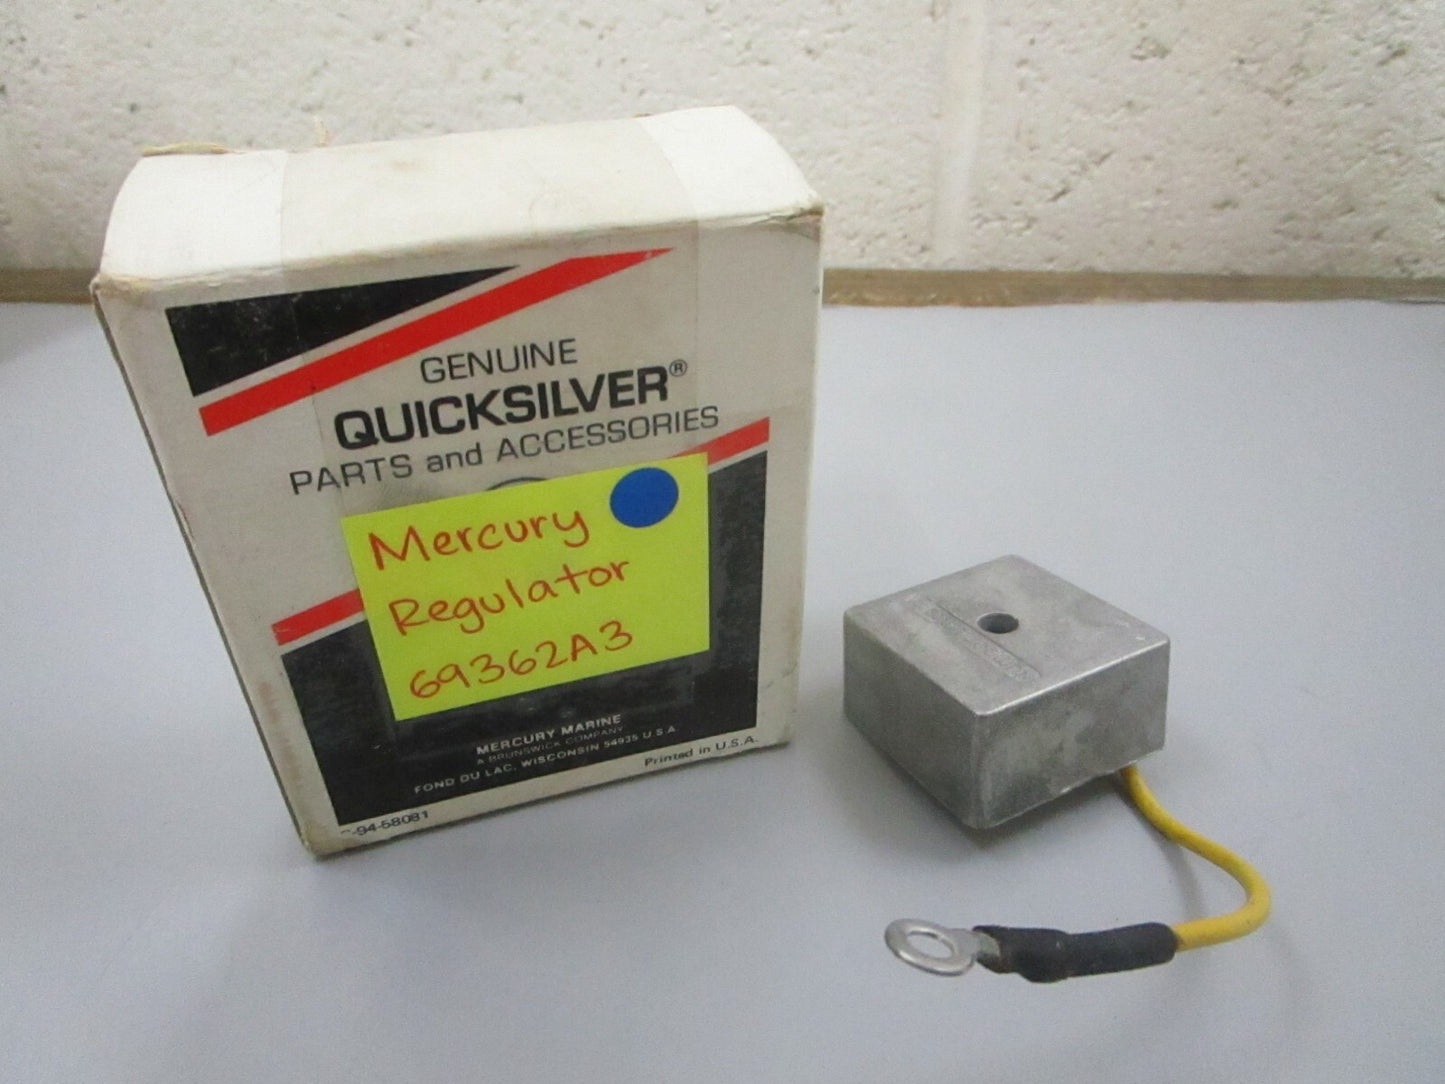 GENUINE
QUICKSILVER®
PARTS and ACCESSORIES
Mercury
Regulator
69362A3
MERCURY MARINE
A BRUNSWICK COMPANY
FOND DU LAC, WISCONSIN 54935 U.S.A.
Printed in U.S.A.
-94-58081